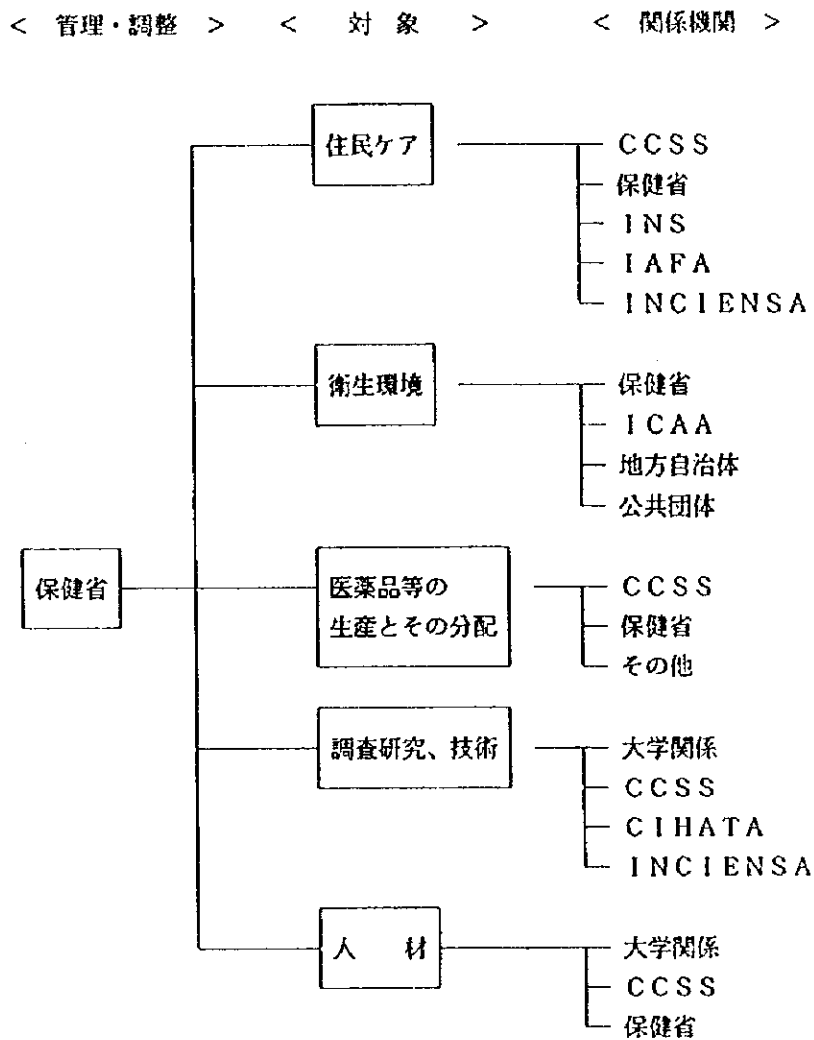 < 管理・調整 > < 対 象 > < 関係機関 >
住民ケア
CCSS
保健省
INS
IAFA
INCIENSA
衛生環境
保健省
ICAA
地方自治体
公共団体
保健省
医薬品等の
生産とその分配
CCSS
保健省
その他
調査研究、技術
大学関係
CCSS
CIHATA
INCIENSA
人 材
大学関係
CCSS
保健省